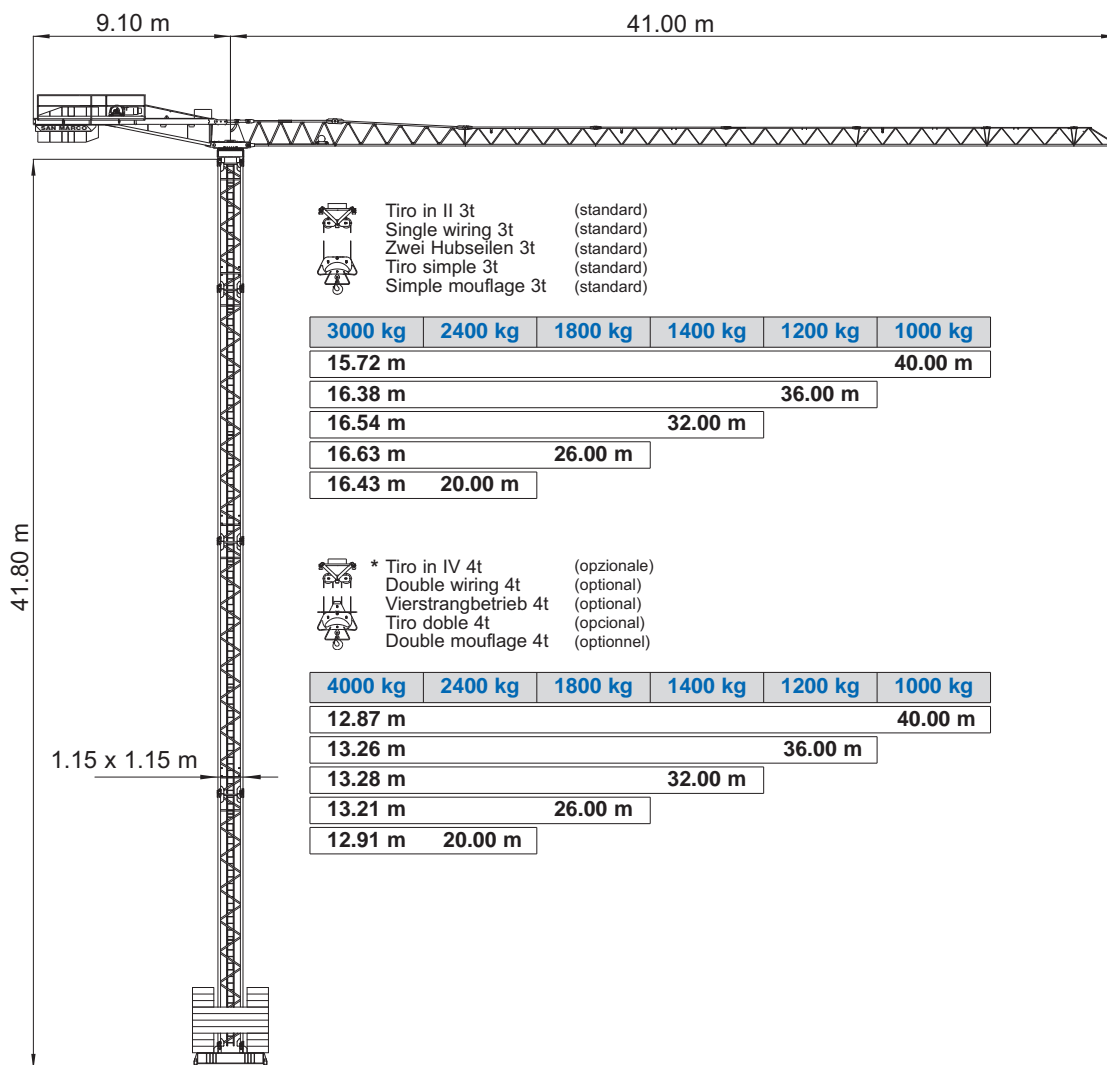 9.10 m 41.00 m
SAN MARCO
Tiro in II 3t (standard)
Single wiring 3t (standard)
Zwei Hubseilen 3t (standard)
Tiro simple 3t (standard)
Simple mouflage 3t (standard)
3000 kg 2400 kg 1800 kg 1400 kg 1200 kg 1000 kg
15.72 m 40.00 m
16.38 m 36.00 m
16.54 m 32.00 m
16.63 m 26.00 m
16.43 m 20.00 m
41.80 m
* Tiro in IV 4t (opzionale)
Double wiring 4t (optional)
Vierstrangbetrieb 4t (optional)
Tiro doble 4t (opcional)
Double mouflage 4t (optionnel)
4000 kg 2400 kg 1800 kg 1400 kg 1200 kg 1000 kg
12.87 m 40.00 m
13.26 m 36.00 m
1.15 x 1.15 m
13.28 m 32.00 m
13.21 m 26.00 m
12.91 m 20.00 m